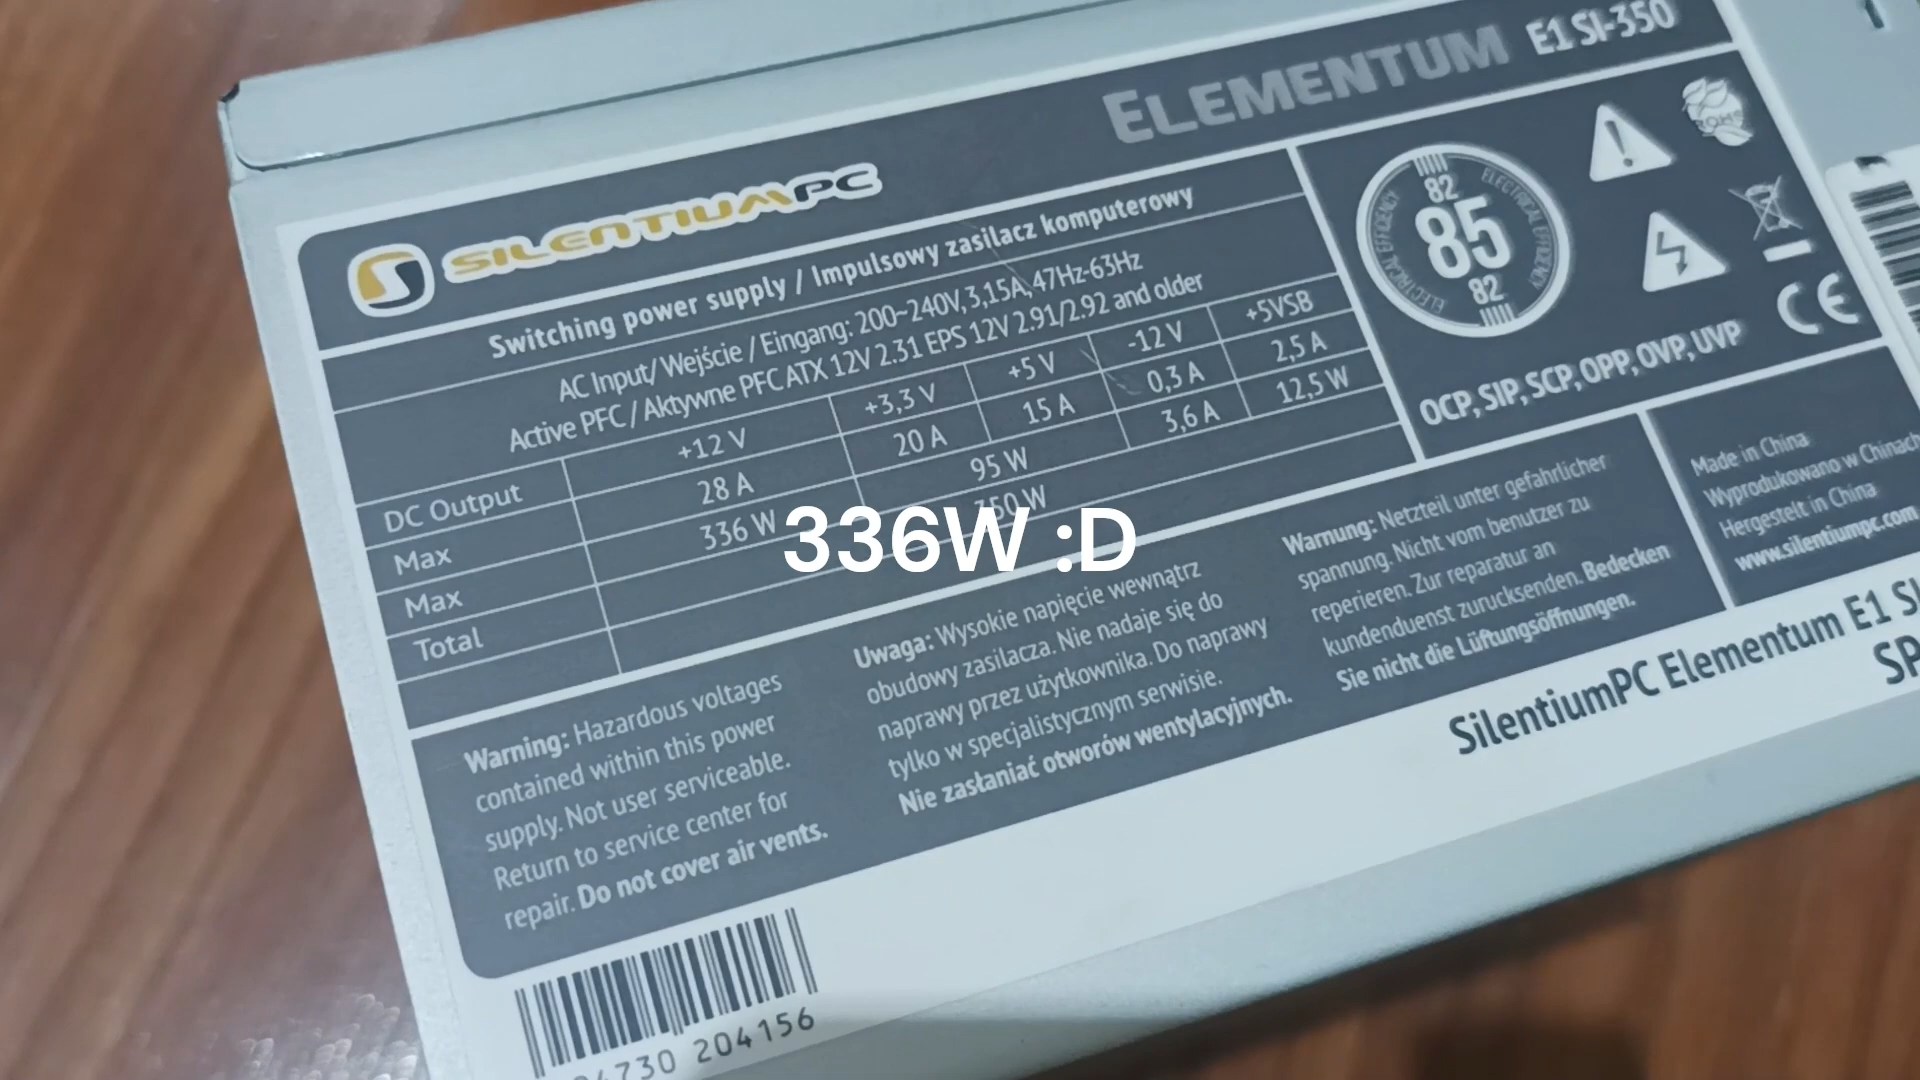 ELEMENTUM E1 SI-350
SILENTIUMPC
Switching power supply / Impulsowy zasilacz komputerowy
AC Input/ Wejście / Eingang: 200~240V,3,15A,47Hz-63Hz
Active PFC / Aktywne PFC ATX 12V 2.31 EPS 12V 2.91/2.92 and older
DC Output +12 V +3,3 V +5 V -12 V +5VSB
Max 28 A 20 A 15 A 0,3 A 2,5 A
Max 336 W 95 W 3,6 A 12,5 W
Total 350 W
336W :D
82
85
82
ELECTRICAL EFFICIENCY
ELECTRICAL EFFICIENCY
ROHS
CE
OCP, SIP, SCP, OPP, OVP, UVP
Made in China
Wyprodukowano w Chinach
Hergestelt in China
www.silentiumpc.com
Warning: Hazardous voltages
contained within this power
supply. Not user serviceable.
Return to service center for
repair. Do not cover air vents.
Uwaga: Wysokie napięcie wewnątrz
obudowy zasilacza. Nie nadaje się do
naprawy przez użytkownika. Do naprawy
tylko w specjalistycznym serwisie.
Nie zasłaniać otworów wentylacyjnych.
Warnung: Netzteil unter gefahrlicher
spannung. Nicht vom benutzer zu
reperieren. Zur reparatur an
kundenduenst zurucksenden. Bedecken
Sie nicht die Lüftungsöffnungen.
SilentiumPC Elementum E1 SI
SP
4730 204156